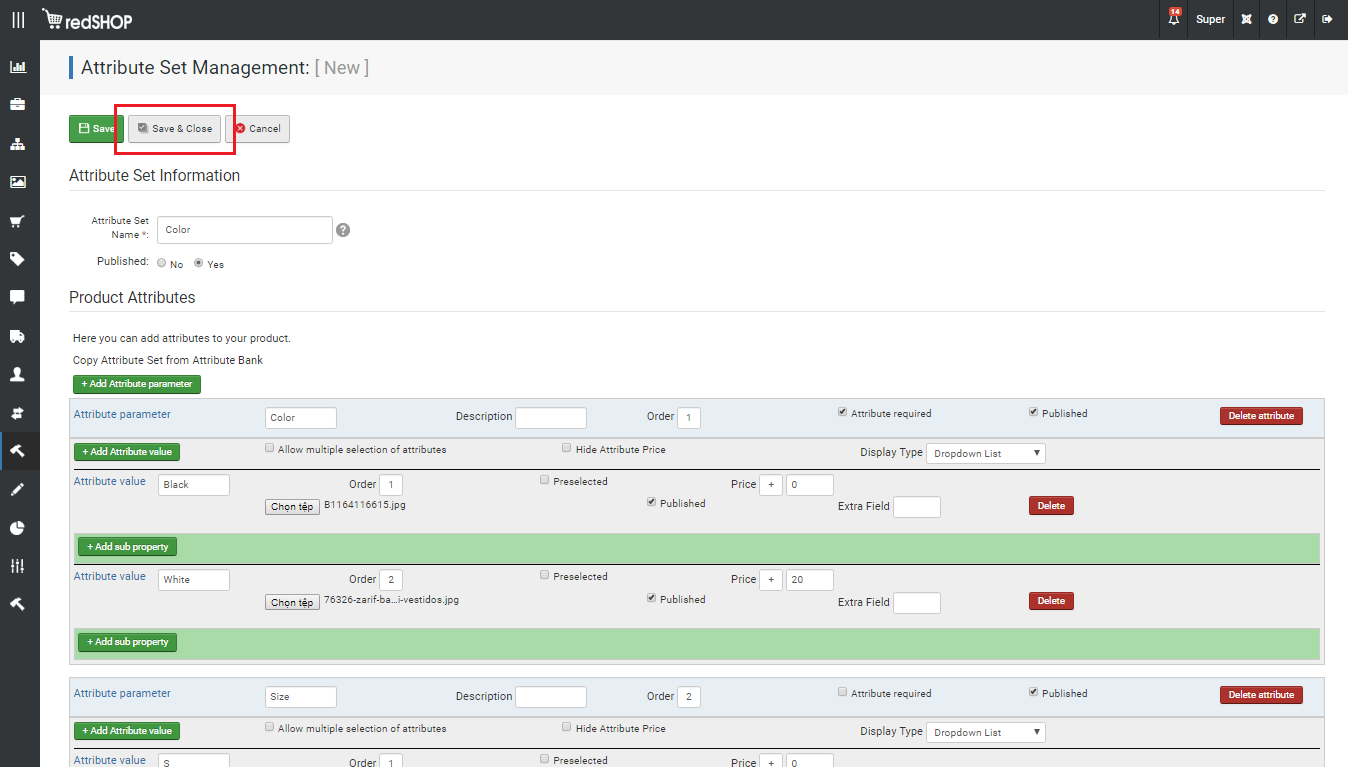 redSHOP
14
Super
Attribute Set Management: [ New ]
Save
Save & Close
Cancel
Attribute Set Information
Attribute Set
Name *:
Color
Published:
No
Yes
Product Attributes
Here you can add attributes to your product.
Copy Attribute Set from Attribute Bank
+ Add Attribute parameter
Attribute parameter
Color
Description
Order
1
Attribute required
Published
Delete attribute
+ Add Attribute value
Allow multiple selection of attributes
Hide Attribute Price
Display Type
Dropdown List
Attribute value
Black
Order
1
Preselected
Price
+
0
Chọn tệp
B1164116615.jpg
Published
Extra Field
Delete
+ Add sub property
Attribute value
White
Order
2
Preselected
Price
+
20
Chọn tệp
76326-zarif-ba...i-vestidos.jpg
Published
Extra Field
Delete
+ Add sub property
Attribute parameter
Size
Description
Order
2
Attribute required
Published
Delete attribute
+ Add Attribute value
Allow multiple selection of attributes
Hide Attribute Price
Display Type
Dropdown List
Attribute value
S
Order
1
Preselected
Price
+
0